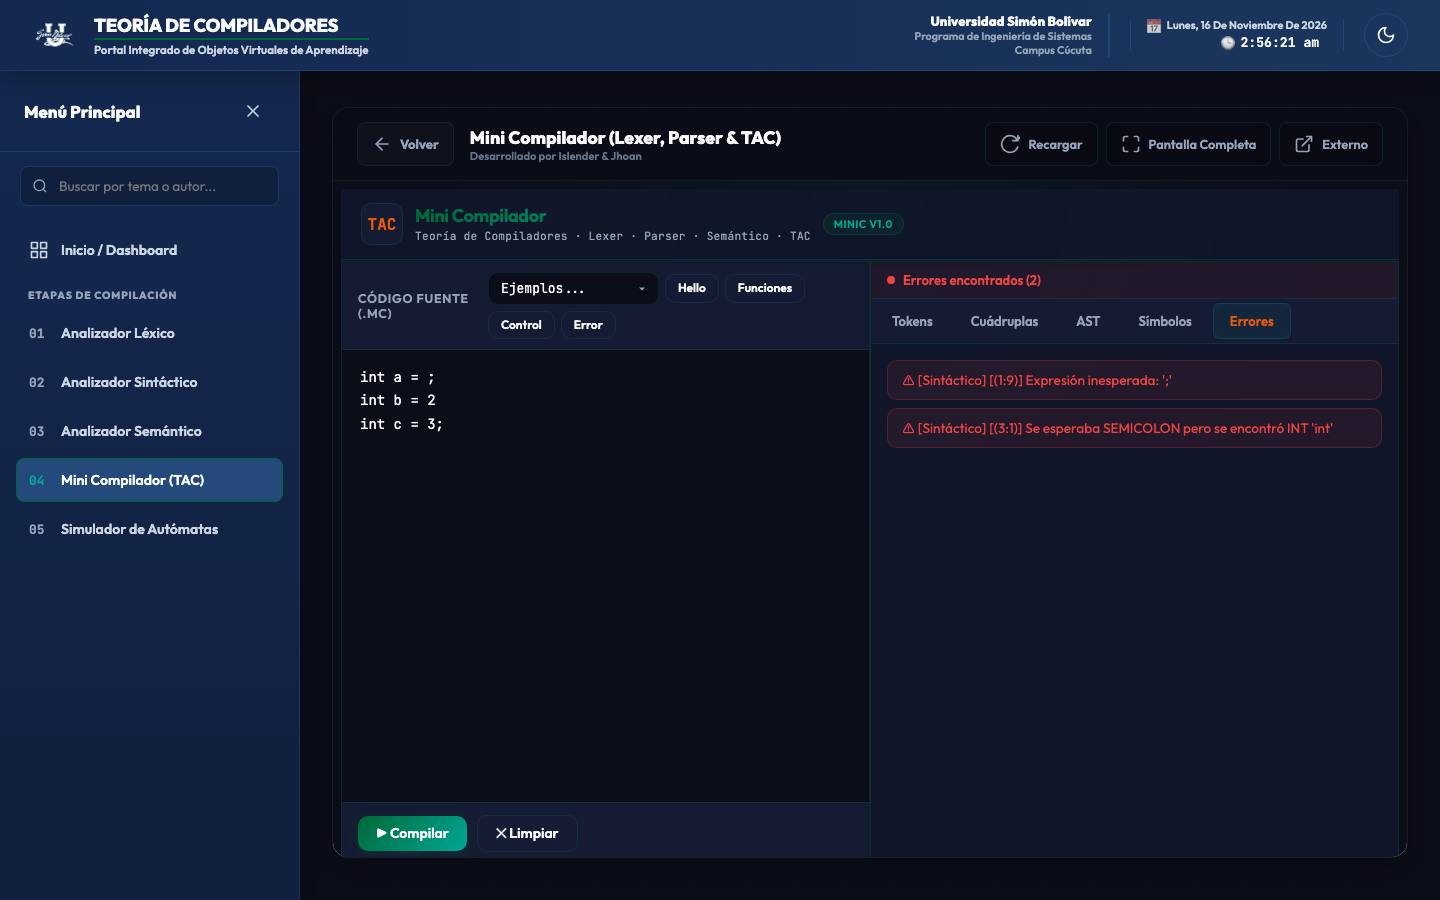 TEORÍA DE COMPILADORES
Portal Integrado de Objetos Virtuales de Aprendizaje
Universidad Simón Bolívar
Programa de Ingeniería de Sistemas
Campus Cúcuta
Lunes, 16 De Noviembre De 2026
2:56:21 am
Menú Principal
Buscar por tema o autor...
Inicio / Dashboard
ETAPAS DE COMPILACIÓN
01 Analizador Léxico
02 Analizador Sintáctico
03 Analizador Semántico
04 Mini Compilador (TAC)
05 Simulador de Autómatas
Volver
Mini Compilador (Lexer, Parser & TAC)
Desarrollado por Islender & Jhoan
Recargar
Pantalla Completa
Externo
TAC
Mini Compilador
Teoría de Compiladores · Lexer · Parser · Semántico · TAC
MINIC V1.0
CÓDIGO FUENTE
(.MC)
Ejemplos...
Hello
Funciones
Control
Error
int a = ;
int b = 2
int c = 3;
Compilar
Limpiar
Errores encontrados (2)
Tokens
Cuádruplas
AST
Símbolos
Errores
⚠ [Sintáctico] [(1:9)] Expresión inesperada: ';'
⚠ [Sintáctico] [(3:1)] Se esperaba SEMICOLON pero se encontró INT 'int'